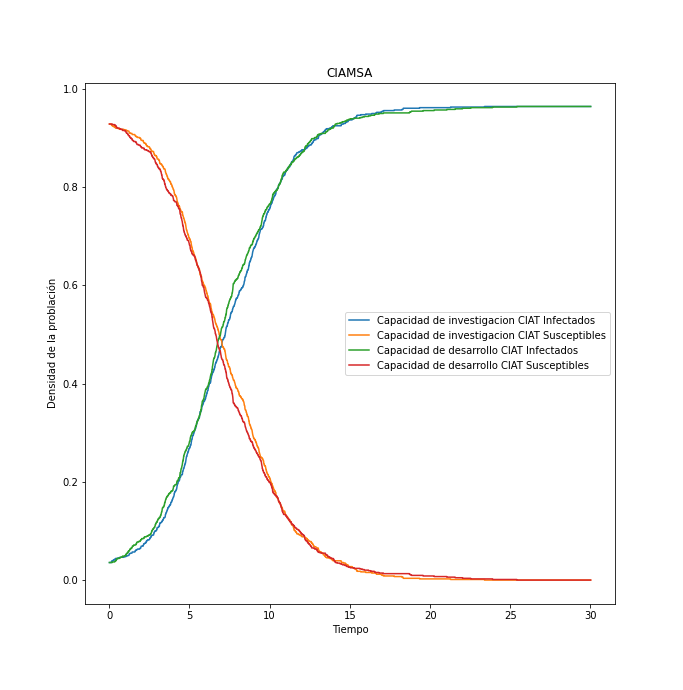 CIAMSA
Densidad de la problación
1.0
0.8
0.6
0.4
0.2
0.0
Capacidad de investigacion CIAT Infectados
Capacidad de investigacion CIAT Susceptibles
Capacidad de desarrollo CIAT Infectados
Capacidad de desarrollo CIAT Susceptibles
0 5 10 15 20 25 30
Tiempo